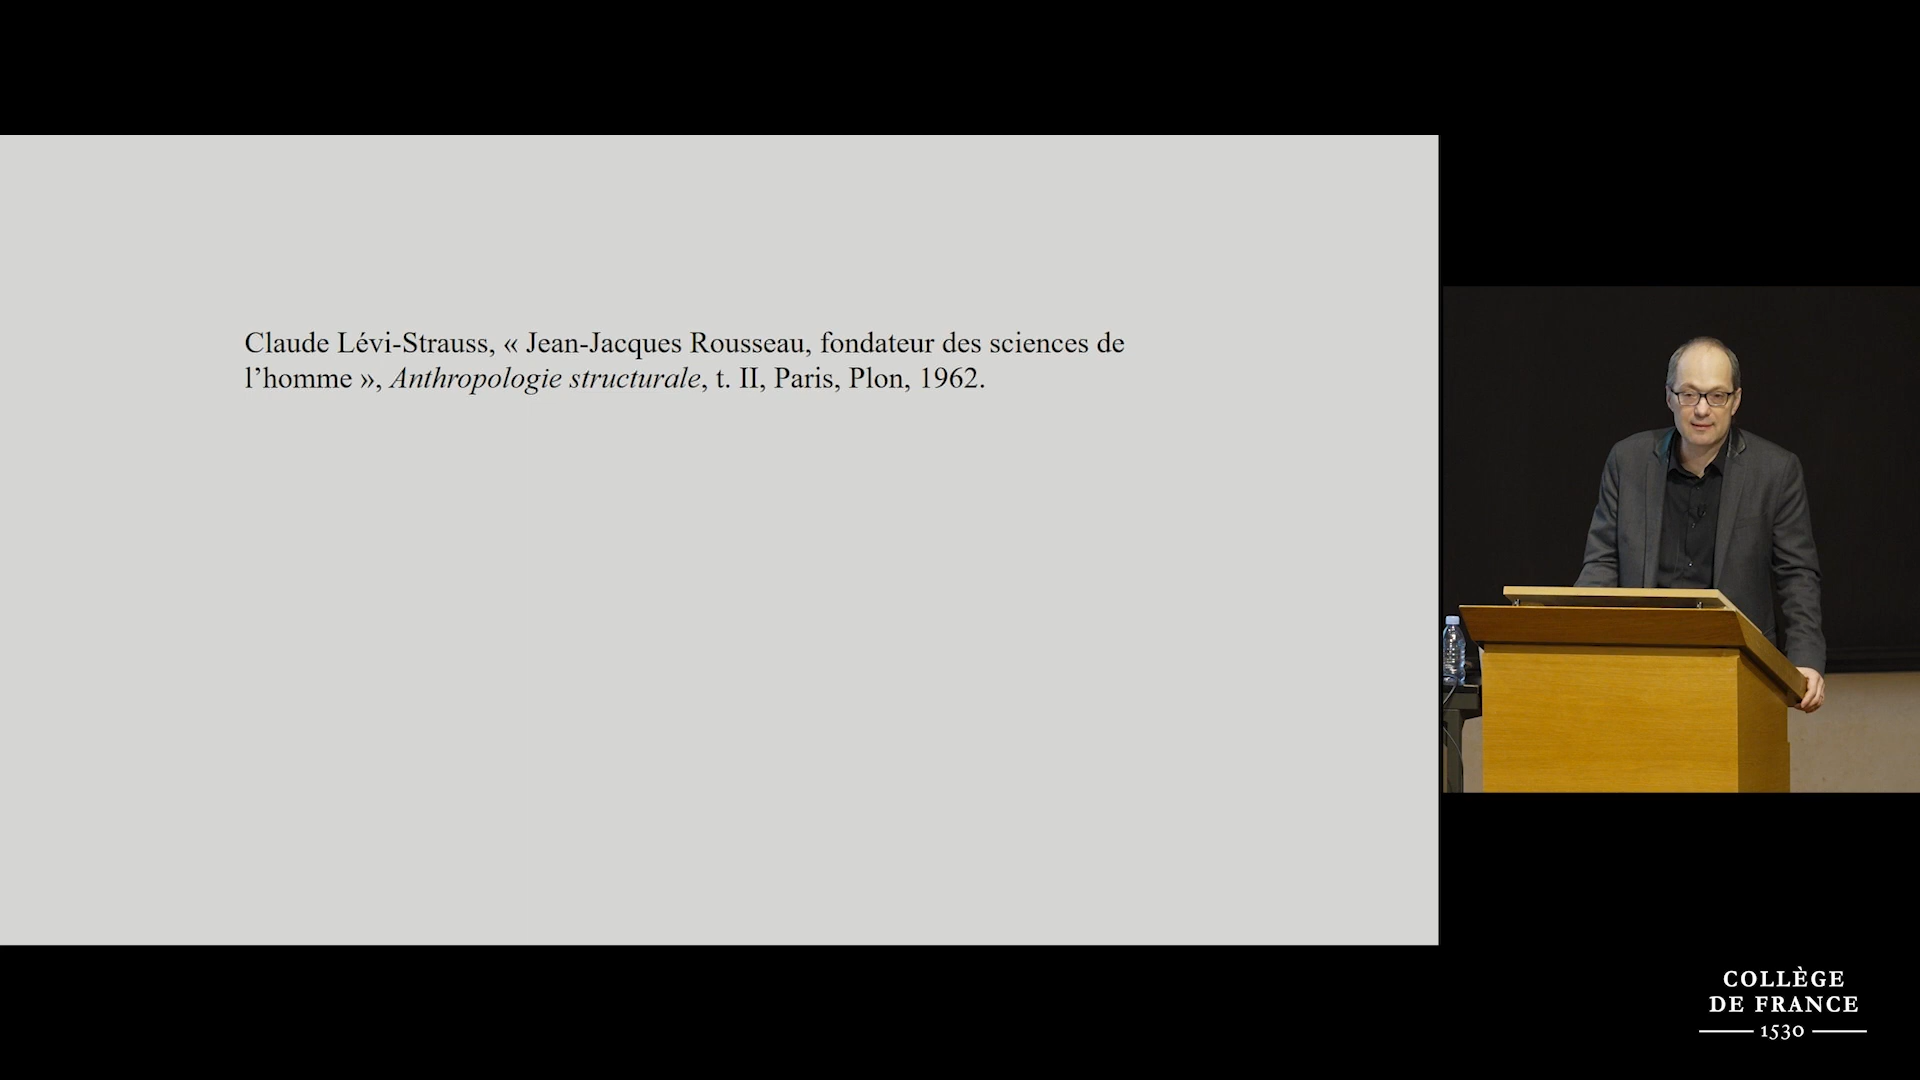 Claude Lévi-Strauss, « Jean-Jacques Rousseau, fondateur des sciences de
l’homme », Anthropologie structurale, t. II, Paris, Plon, 1962.
COLLÈGE
DE FRANCE
1530